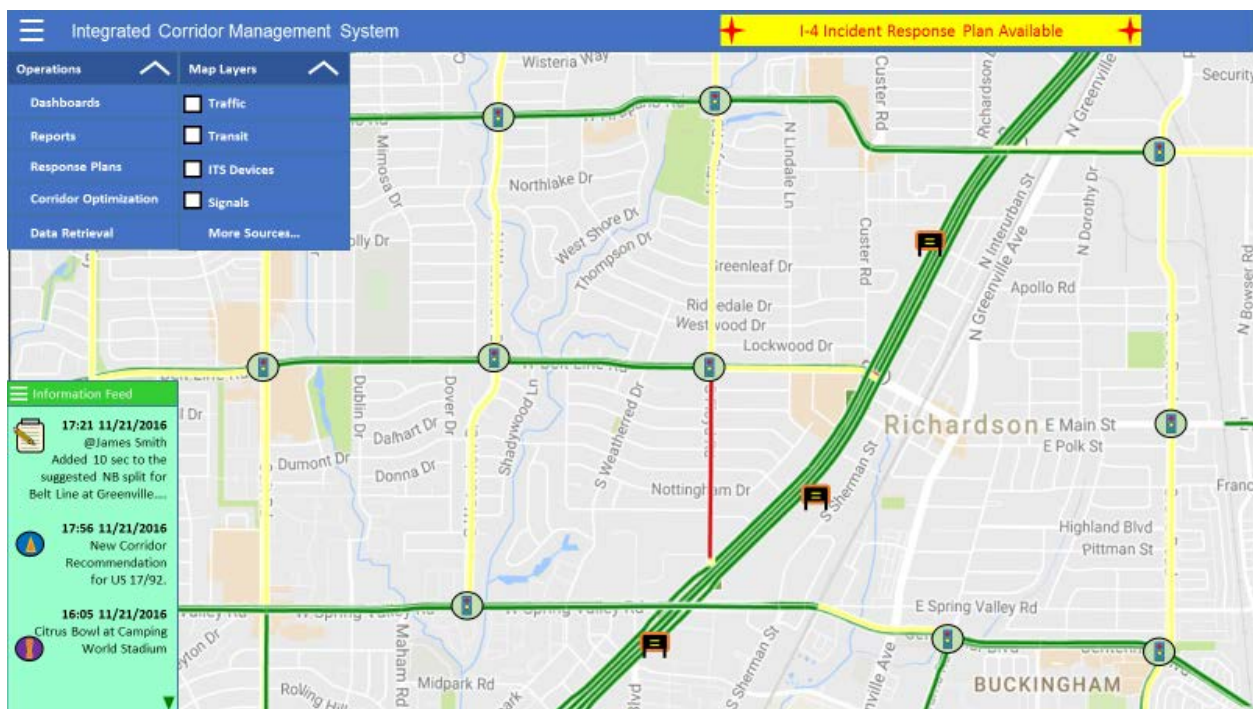 Integrated Corridor Management System
I-4 Incident Response Plan Available
Operations
Dashboards
Reports
Response Plans
Corridor Optimization
Data Retrieval
Map Layers
Traffic
Transit
ITS Devices
Signals
More Sources...
Information Feed
17:21 11/21/2016
@James Smith
Added 10 sec to the
suggested NB split for
Belt Line at Greenville....
17:56 11/21/2016
New Corridor
Recommendation
for US 17/92.
16:05 11/21/2016
Citrus Bowl at Camping
World Stadium
Wisteria Way
Custer Rd
Richardson
N Greenville
Security
Mimosa Dr
N Lindale Ln
Northlake Dr
West Shore Dr
Thompson Dr
N Interurban St
N Dorothy Dr
Custer Rd
olly Dr
Greenleaf Dr
N Greenville Ave
Apollo Rd
N Bowser Rd
Westwood Dr
Lockwood Dr
Dublin Dr
Dover Dr
Shadywood Ln
S Weatherred Dr
Dalhart Dr
Dumont Dr
Donna Dr
Richardson
E Main St
E Polk St
Nottingham Dr
S Sherman St
Franc
Highland Blvd
Pittman St
W Spring Valley Rd
E Spring Valley Rd
Maham Rd
Midpark Rd
S Sherman St
BUCKINGHAM